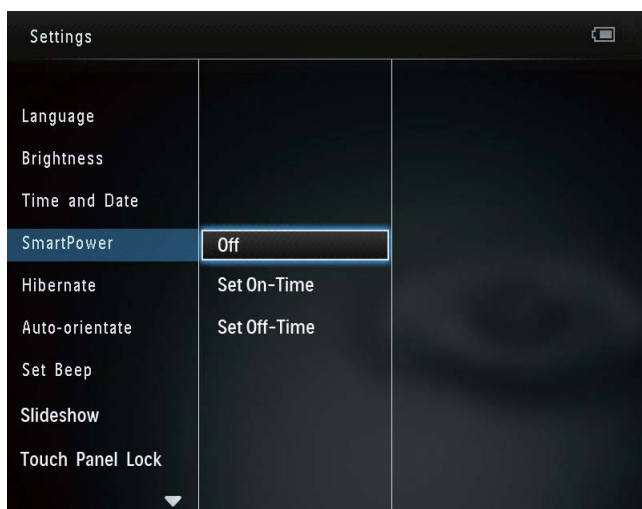 Settings
Language
Brightness
Time and Date
SmartPower
Hibernate
Auto-orientate
Set Beep
Slideshow
Touch Panel Lock
Off
Set On-Time
Set Off-Time